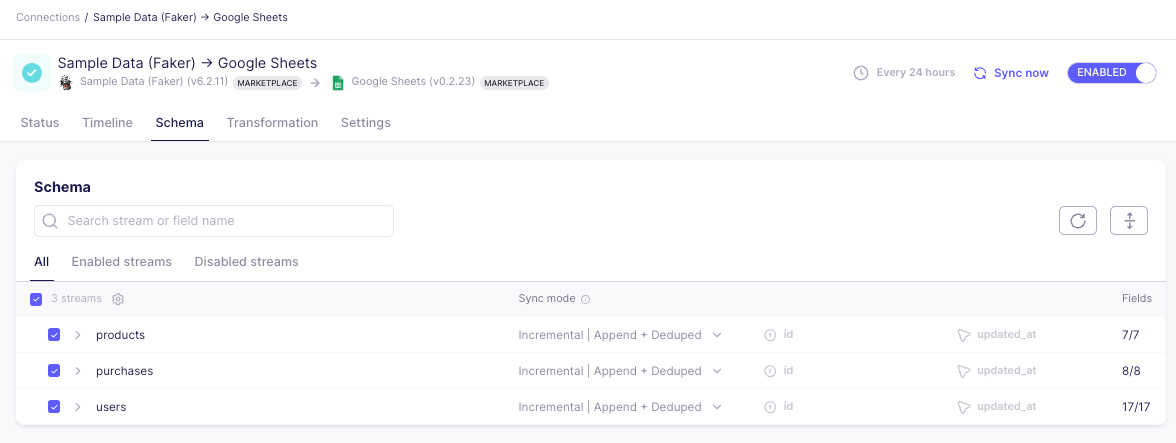 Connections / Sample Data (Faker) → Google Sheets
Sample Data (Faker) → Google Sheets
Sample Data (Faker) (v6.2.11) MARKETPLACE → Google Sheets (v0.2.23) MARKETPLACE
Every 24 hours Sync now ENABLED
Status Timeline Schema Transformation Settings
Schema
Search stream or field name
All Enabled streams Disabled streams
3 streams Sync mode Fields
products Incremental | Append + Deduped id updated_at 7/7
purchases Incremental | Append + Deduped id updated_at 8/8
users Incremental | Append + Deduped id updated_at 17/17